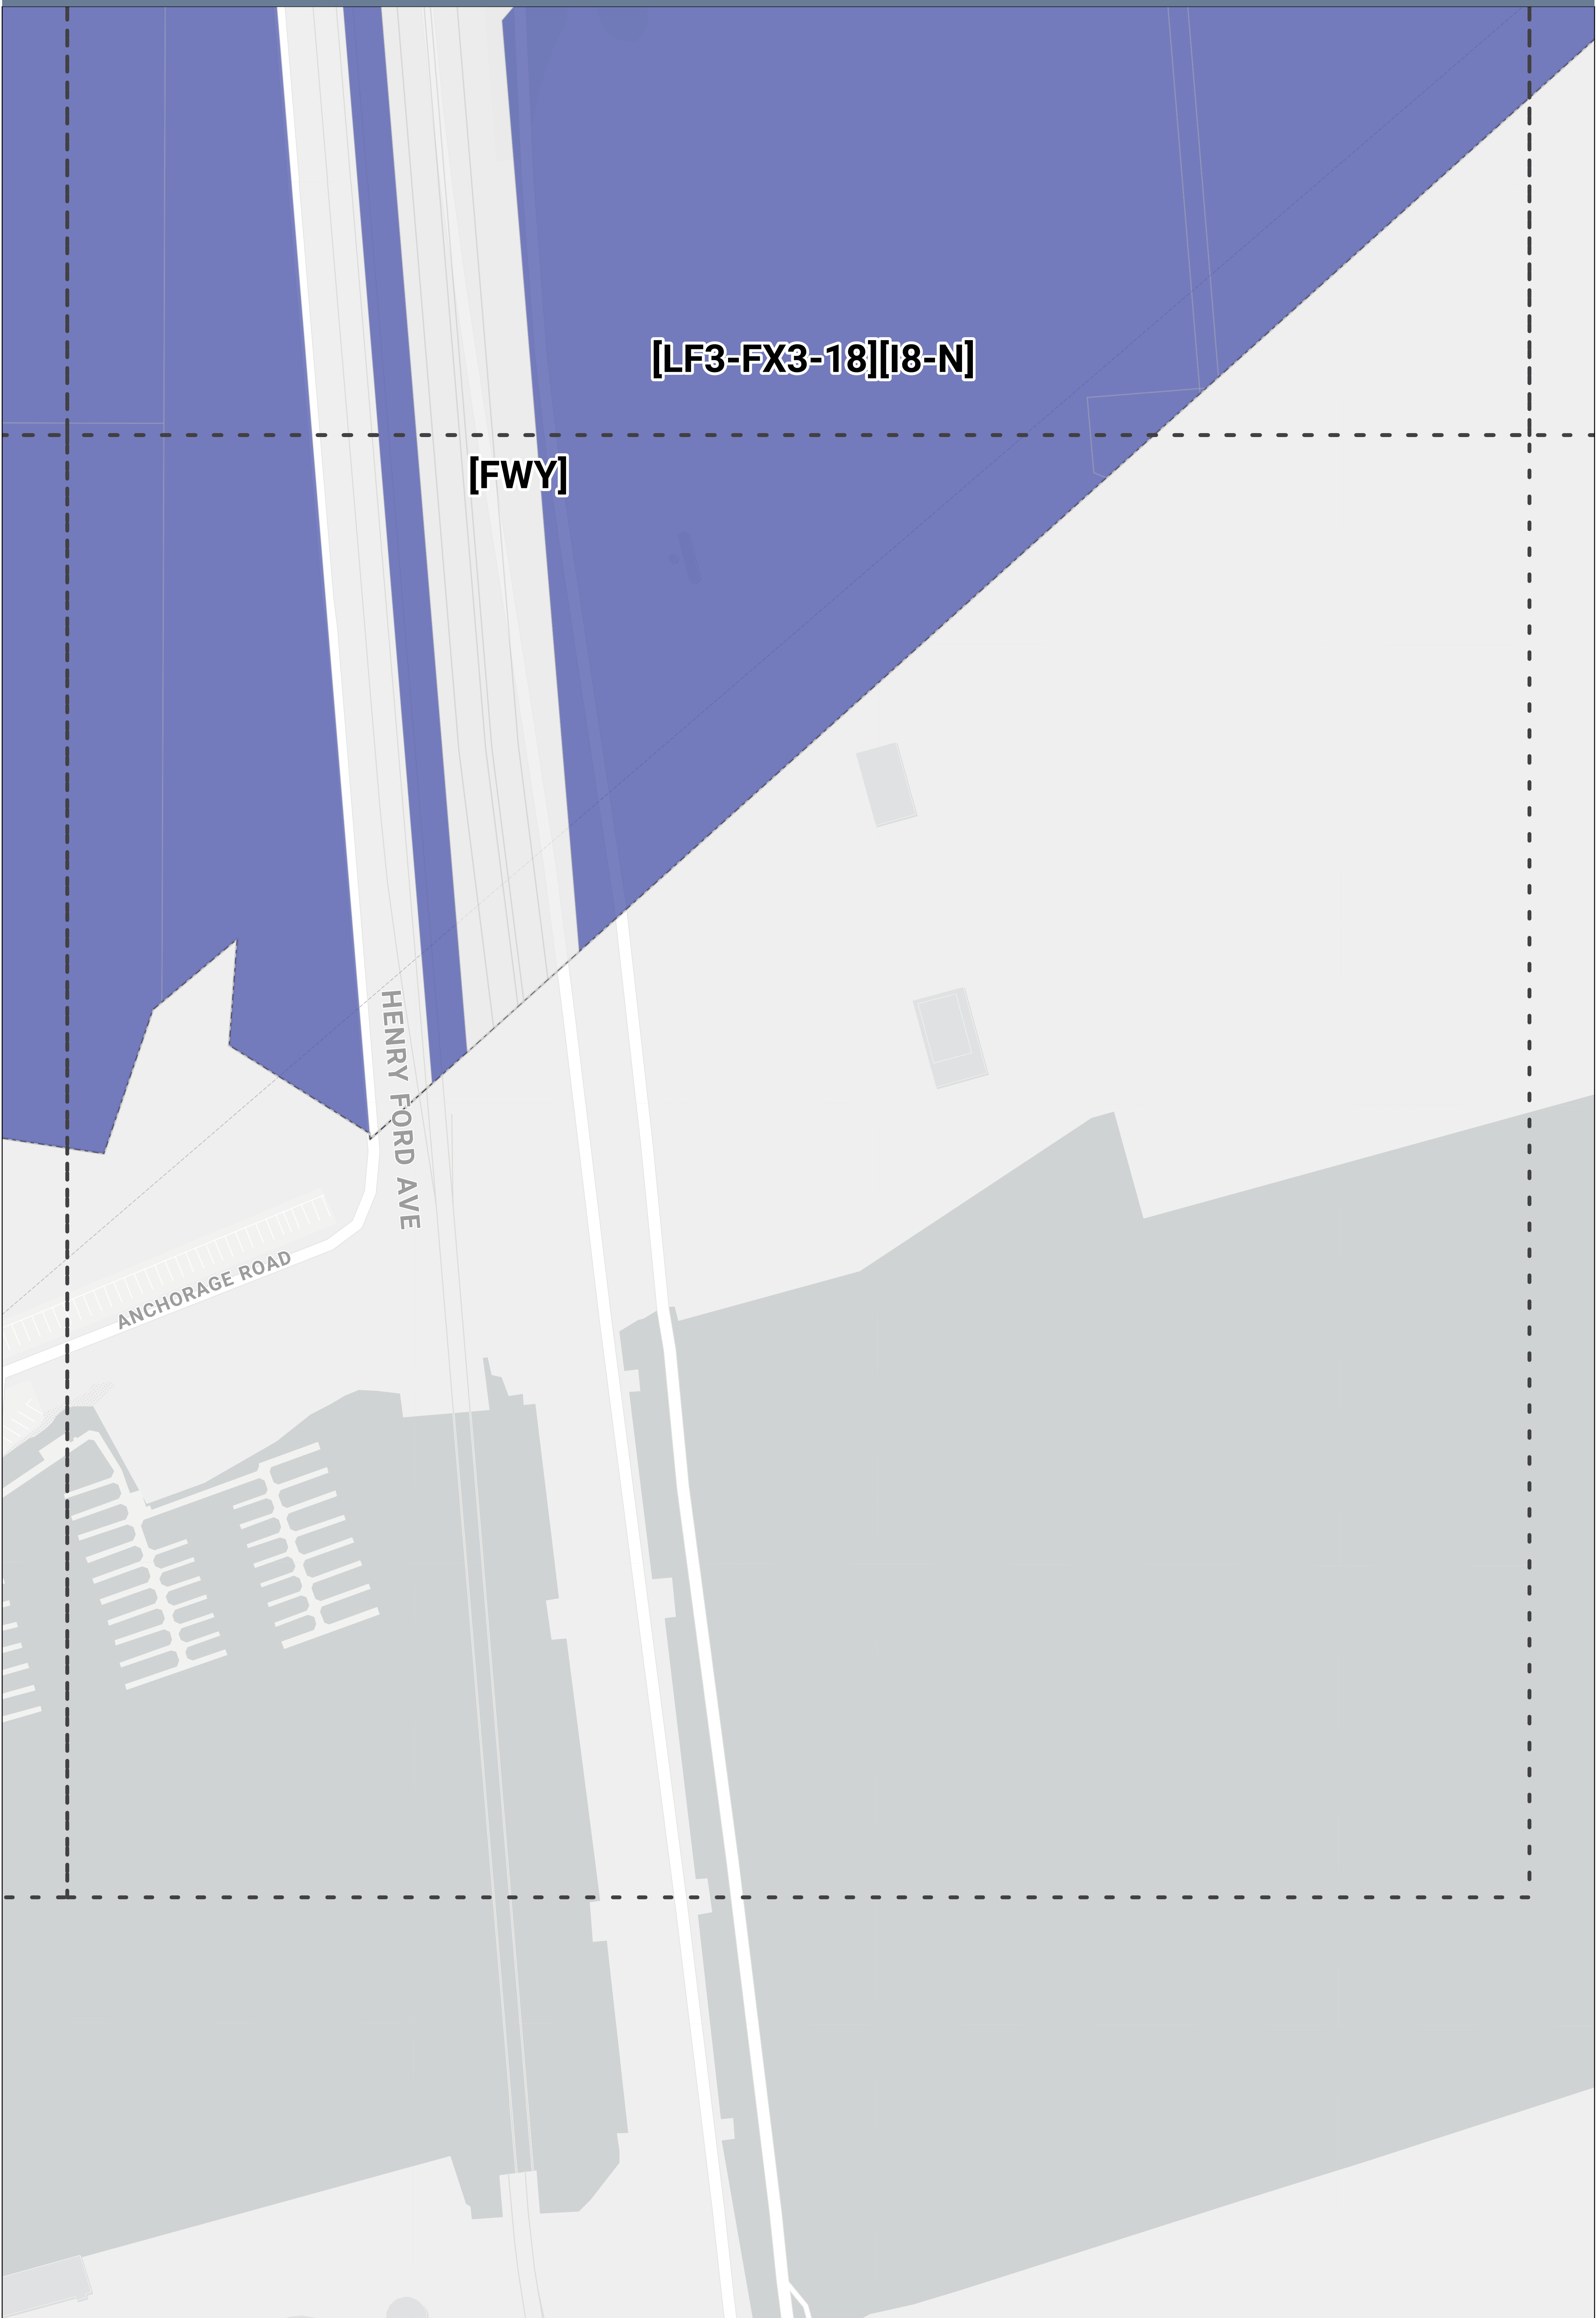 [LF3-FX3-18][I8-N]
[FWY]
HENRY FORD AVE
ANCHORAGE ROAD